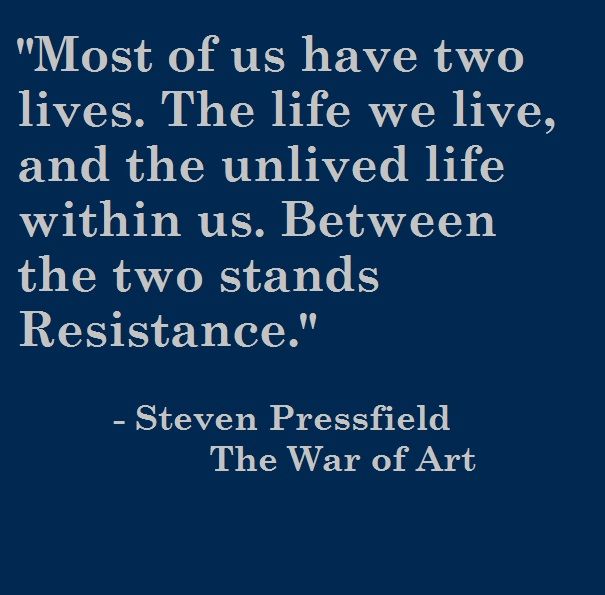 "Most of us have two
lives. The life we live,
and the unlived life
within us. Between
the two stands
Resistance."
- Steven Pressfield
The War of Art